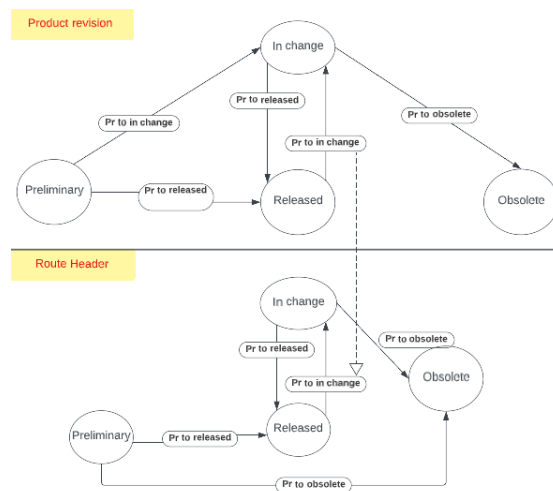 Product revision
In change
Pr to released
Pr to obsolete
Pr to in change
Pr to in change
Preliminary
Pr to released
Released
Obsolete
Route Header
In change
Pr to obsolete
Pr to released
Pr to in change
Obsolete
Released
Preliminary
Pr to released
Pr to obsolete